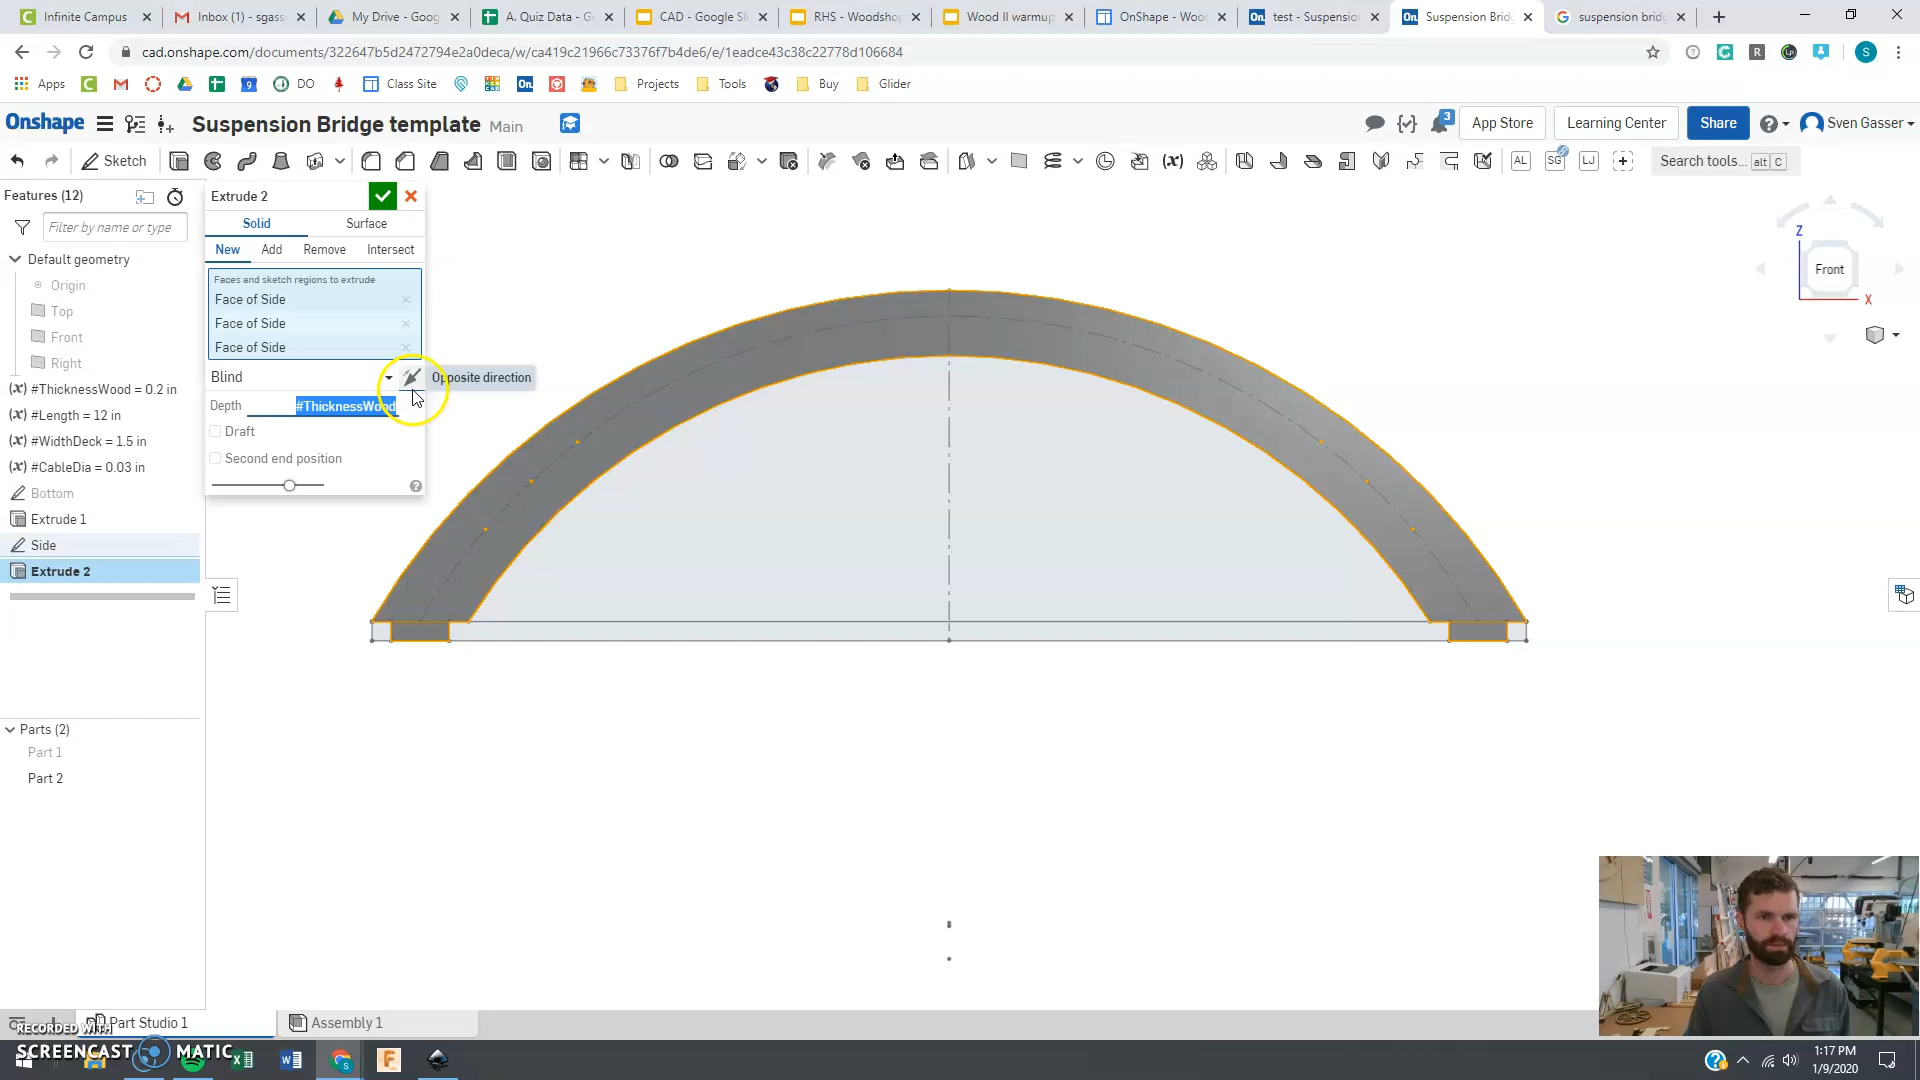 Infinite Campus
Inbox (1) - sgass
My Drive - Goog
A. Quiz Data - G
CAD - Google Sl
RHS - Woodsho
Wood II warmup
OnShape - Woo
test - Suspensio
Suspension Brid
suspension brid
cad.onshape.com/documents/322647b5d2472794e2a0deca/w/ca419c21966c73376f7b4de6/e/1eadce43c38c22778d106684
Apps
DO
Class Site
Projects
Tools
Buy
Glider
Onshape
Suspension Bridge template Main
3
App Store
Learning Center
Share
Sven Gasser
Sketch
AL
SG
LJ
Search tools... alt C
Features (12)
Filter by name or type
Default geometry
Origin
Top
Front
Right
(x) #ThicknessWood = 0.2 in
(x) #Length = 12 in
(x) #WidthDeck = 1.5 in
(x) #CableDia = 0.03 in
Bottom
Extrude 1
Side
Extrude 2
Parts (2)
Part 1
Part 2
Extrude 2
Solid
Surface
New
Add
Remove
Intersect
Faces and sketch regions to extrude
Face of Side
Face of Side
Face of Side
Blind
Opposite direction
Depth
#ThicknessWood
Draft
Second end position
Z
Front
X
Part Studio 1
Assembly 1
RECORDED WITH
SCREENCAST MATIC
1:17 PM
1/9/2020